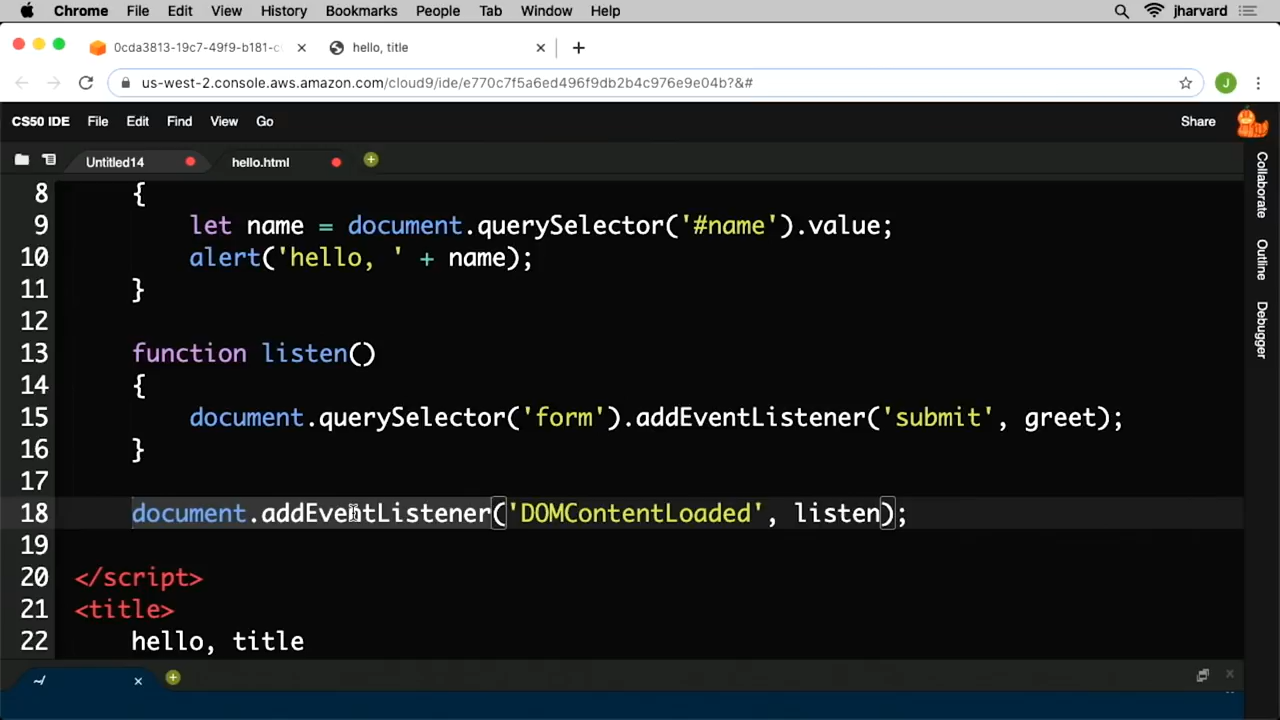 Chrome File Edit View History Bookmarks People Tab Window Help jharvard
0cda3813-19c7-49f9-b181-c hello, title
us-west-2.console.aws.amazon.com/cloud9/ide/e770c7f5a6ed496f9db2b4c976e9e04b?&# J
CS50 IDE File Edit Find View Go Share
Untitled14 hello.html
8 {
9 let name = document.querySelector('#name').value;
10 alert('hello, ' + name);
11 }
12
13 function listen()
14 {
15 document.querySelector('form').addEventListener('submit', greet);
16 }
17
18 document.addEventListener('DOMContentLoaded', listen);
19
20 </script>
21 <title>
22 hello, title
~/
Collaborate
Outline
Debugger